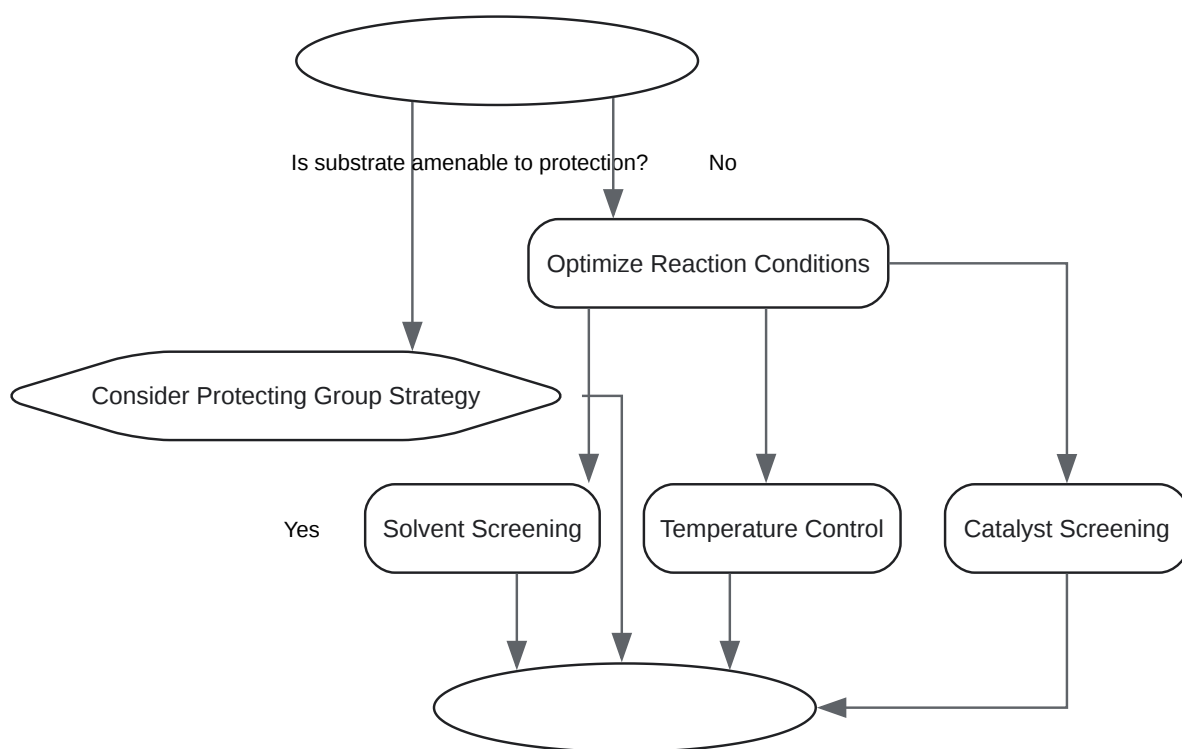 Is substrate amenable to protection?
No
Optimize Reaction Conditions
Consider Protecting Group Strategy
Yes
Solvent Screening
Temperature Control
Catalyst Screening